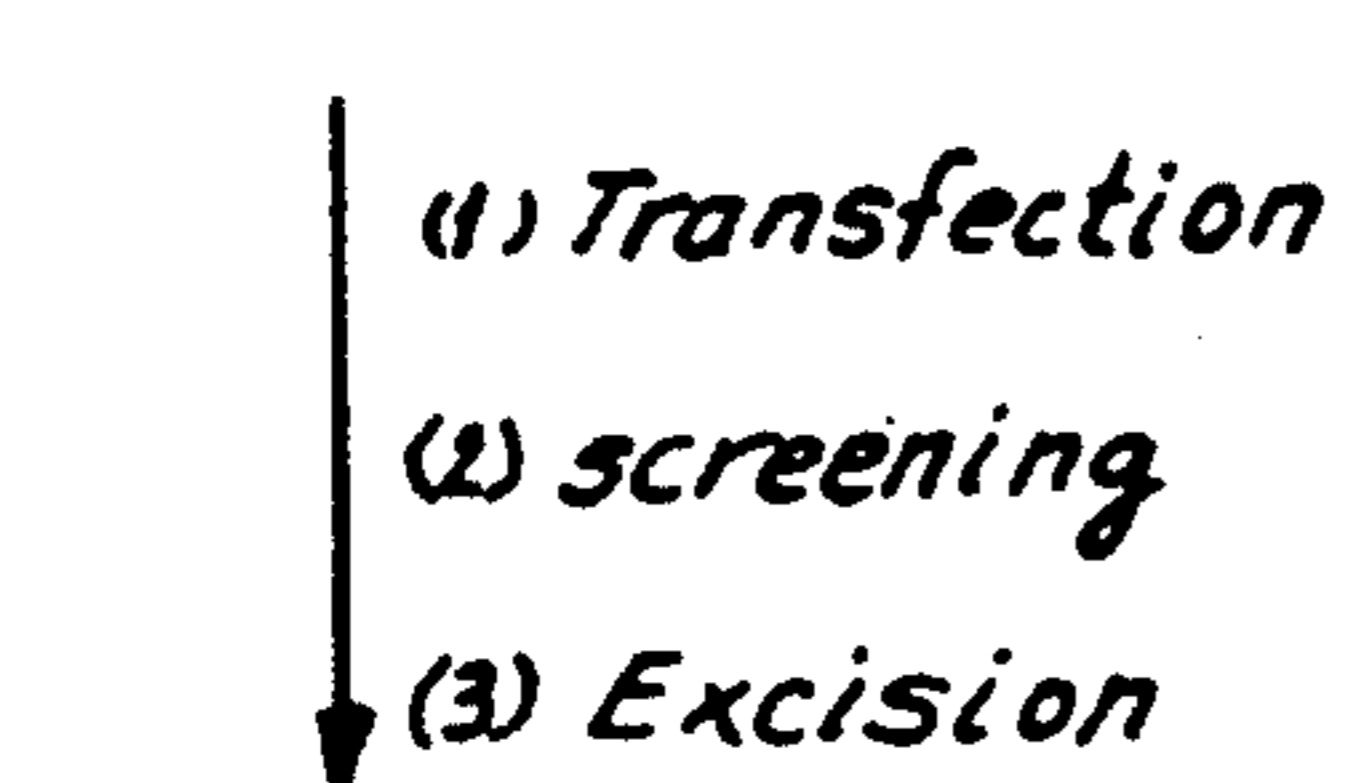 (1) Transfection
(2) screening
(3) Excision